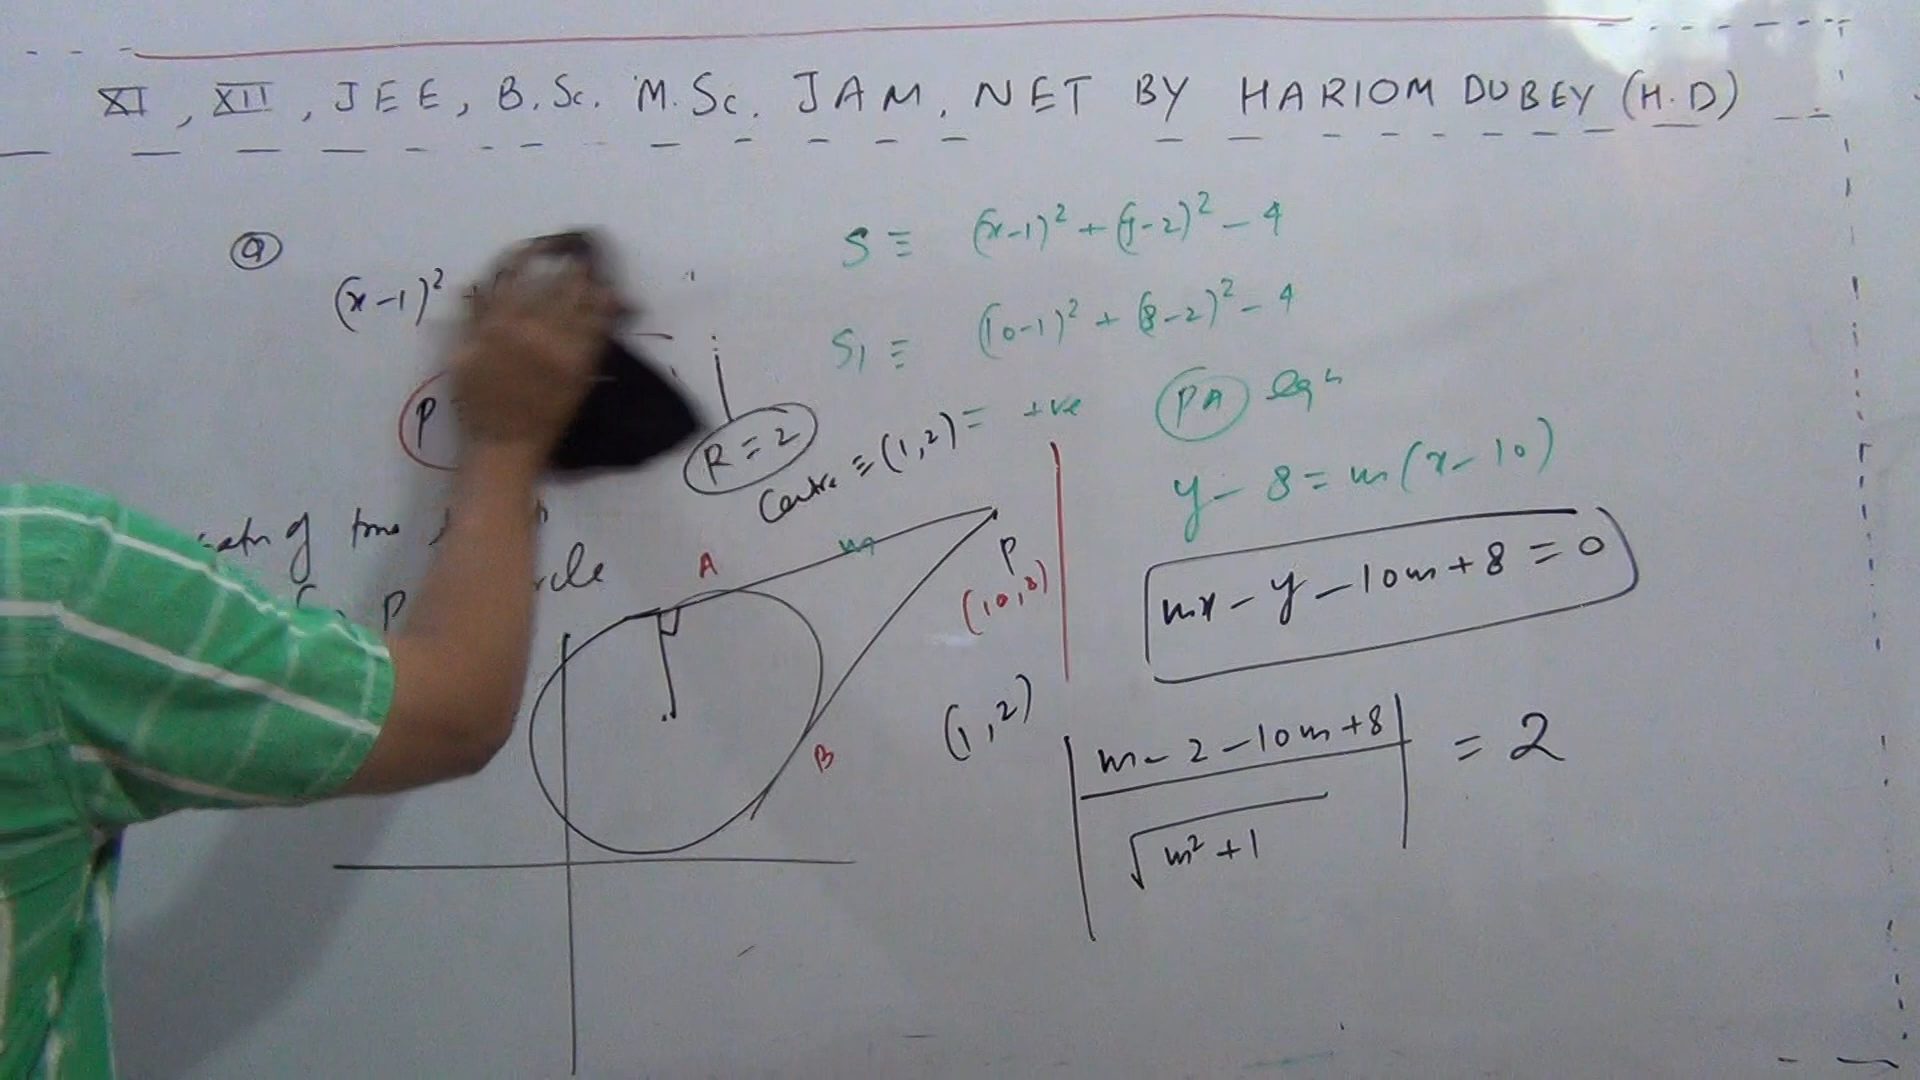 XI, XII, JEE, B.Sc. M.Sc. JAM, NET BY HARIOM DUBEY (H.D)
Q
(x-1)² +
P
R = 2
S ≡ (x-1)² + (y-2)² - 4
S₁ ≡ (10-1)² + (8-2)² - 4
= +ve
Centre ≡ (1,2)
PA eqn
y - 8 = m(x-10)
mx - y - 10m + 8 = 0
of
P
A
m
P
(10,8)
B
(1,2)
|m - 2 - 10m + 8 / √m² + 1| = 2